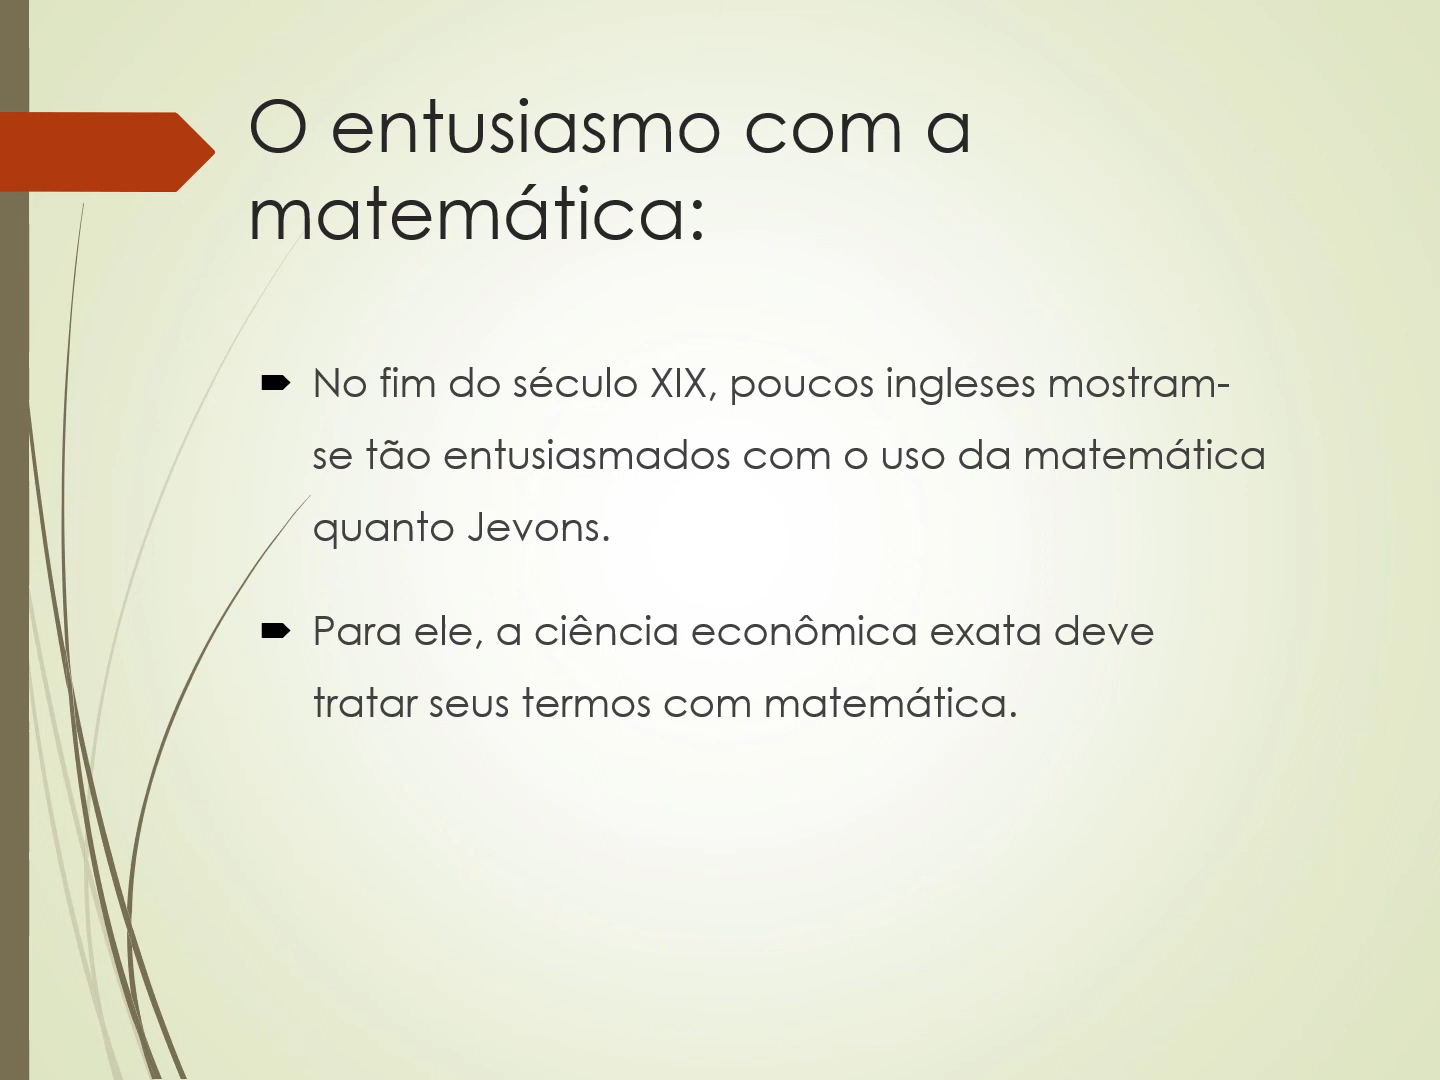 O entusiasmo com a
matemática:
No fim do século XIX, poucos ingleses mostram-
se tão entusiasmados com o uso da matemática
quanto Jevons.
Para ele, a ciência econômica exata deve
tratar seus termos com matemática.